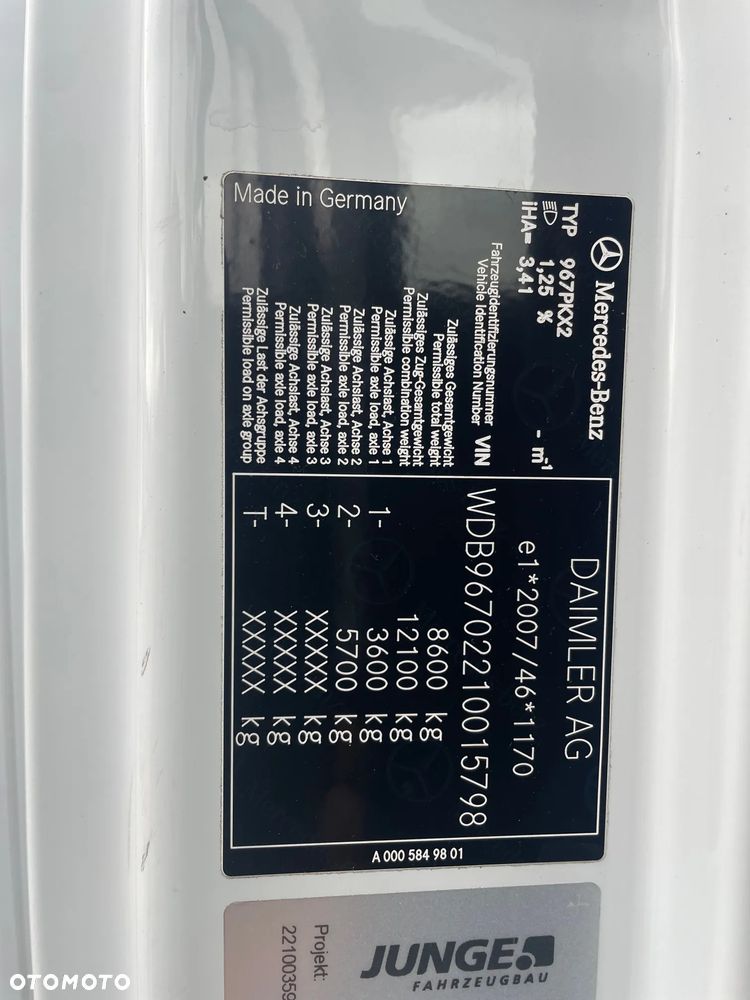 Mercedes-Benz
DAIMLER AG
TYP 967PKX2
1,25 %
- m⁻¹
e1*2007/46*1170
iHA= 3,41
Fahrzeugidentifizierungsnummer
Vehicle Identification Number
VIN
WDB96702210015798
Zulässiges Gesamtgewicht
Permissible total weight
8600 kg
Zulässiges Zug-Gesamtgewicht
Permissible combination weight
12100 kg
Zulässige Achslast, Achse 1
Permissible axle load, axle 1
1- 3600 kg
Zulässige Achslast, Achse 2
Permissible axle load, axle 2
2- 5700 kg
Zulässige Achslast, Achse 3
Permissible axle load, axle 3
3- XXXXX kg
Zulässige Achslast, Achse 4
Permissible axle load, axle 4
4- XXXXX kg
Zulässige Last der Achsgruppe
Permissible load on axle group
T- XXXXX kg
Made in Germany
A 000 584 98 01
JUNGE
FAHRZEUGBAU
Projekt:
22100359
OTOMOTO